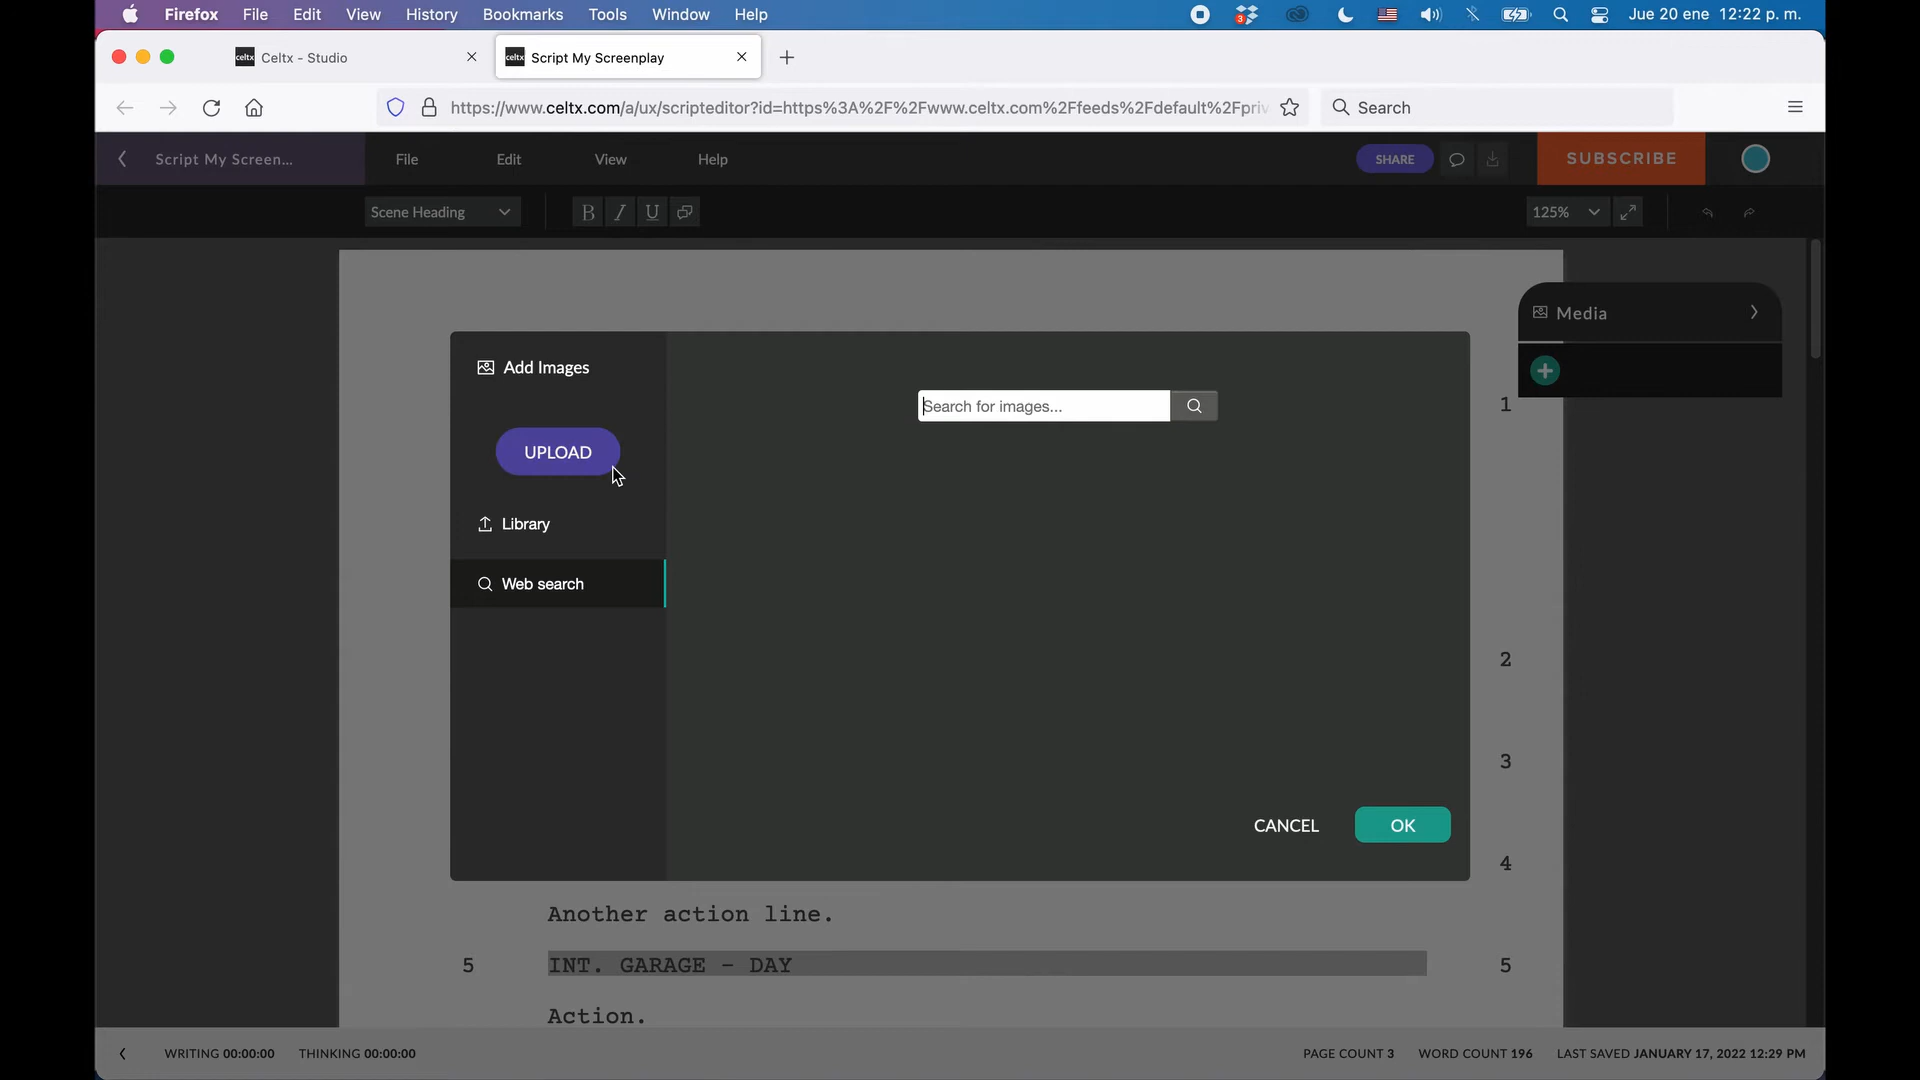 Firefox File Edit View History Bookmarks Tools Window Help 3 Jue 20 ene 12:22 p. m.
celtx Celtx - Studio celtx Script My Screenplay
https://www.celtx.com/a/ux/scripteditor?id=https%3A%2F%2Fwww.celtx.com%2Ffeeds%2Fdefault%2Fpriv Search
Script My Screen... File Edit View Help SHARE SUBSCRIBE
Scene Heading B I U 125%
Media
Add Images
Search for images...
1
UPLOAD
Library
Web search
2
3
CANCEL OK
4
Another action line.
5 INT. GARAGE - DAY 5
Action.
WRITING 00:00:00 THINKING 00:00:00 PAGE COUNT 3 WORD COUNT 196 LAST SAVED JANUARY 17, 2022 12:29 PM